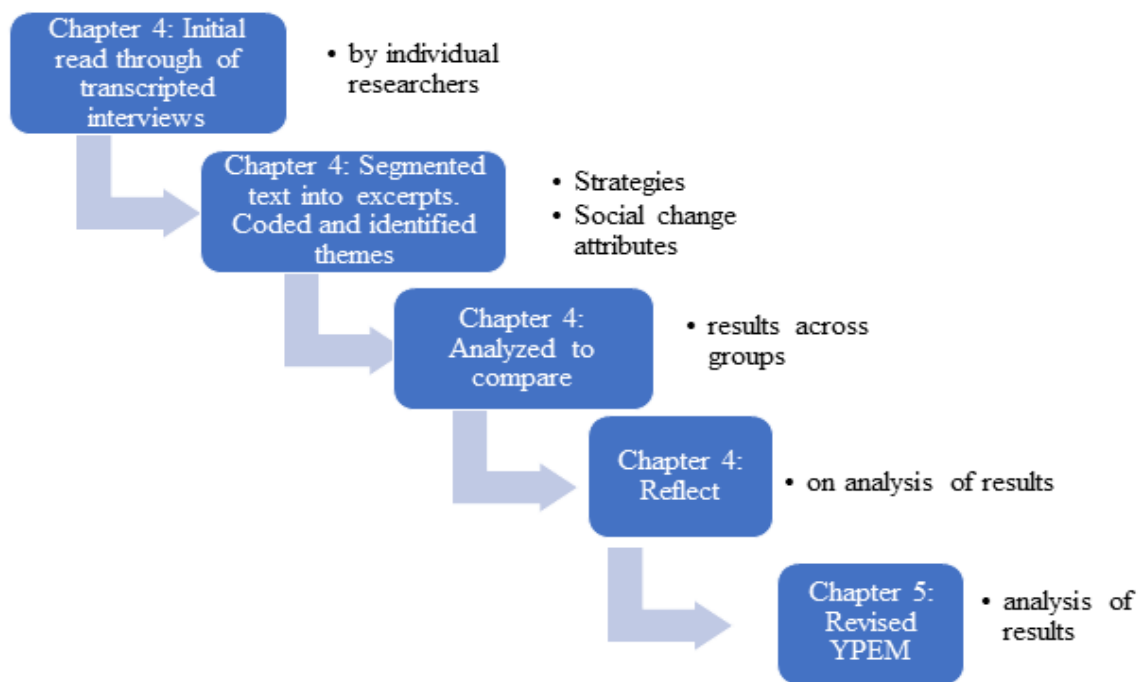 Chapter 4: Initial
read through of
transcripted
interviews
• by individual
researchers
Chapter 4: Segmented
text into excerpts.
Coded and identified
themes
• Strategies
• Social change
attributes
Chapter 4:
Analyzed to
compare
• results across
groups
Chapter 4:
Reflect
• on analysis of results
Chapter 5:
Revised
YPEM
• analysis of
results